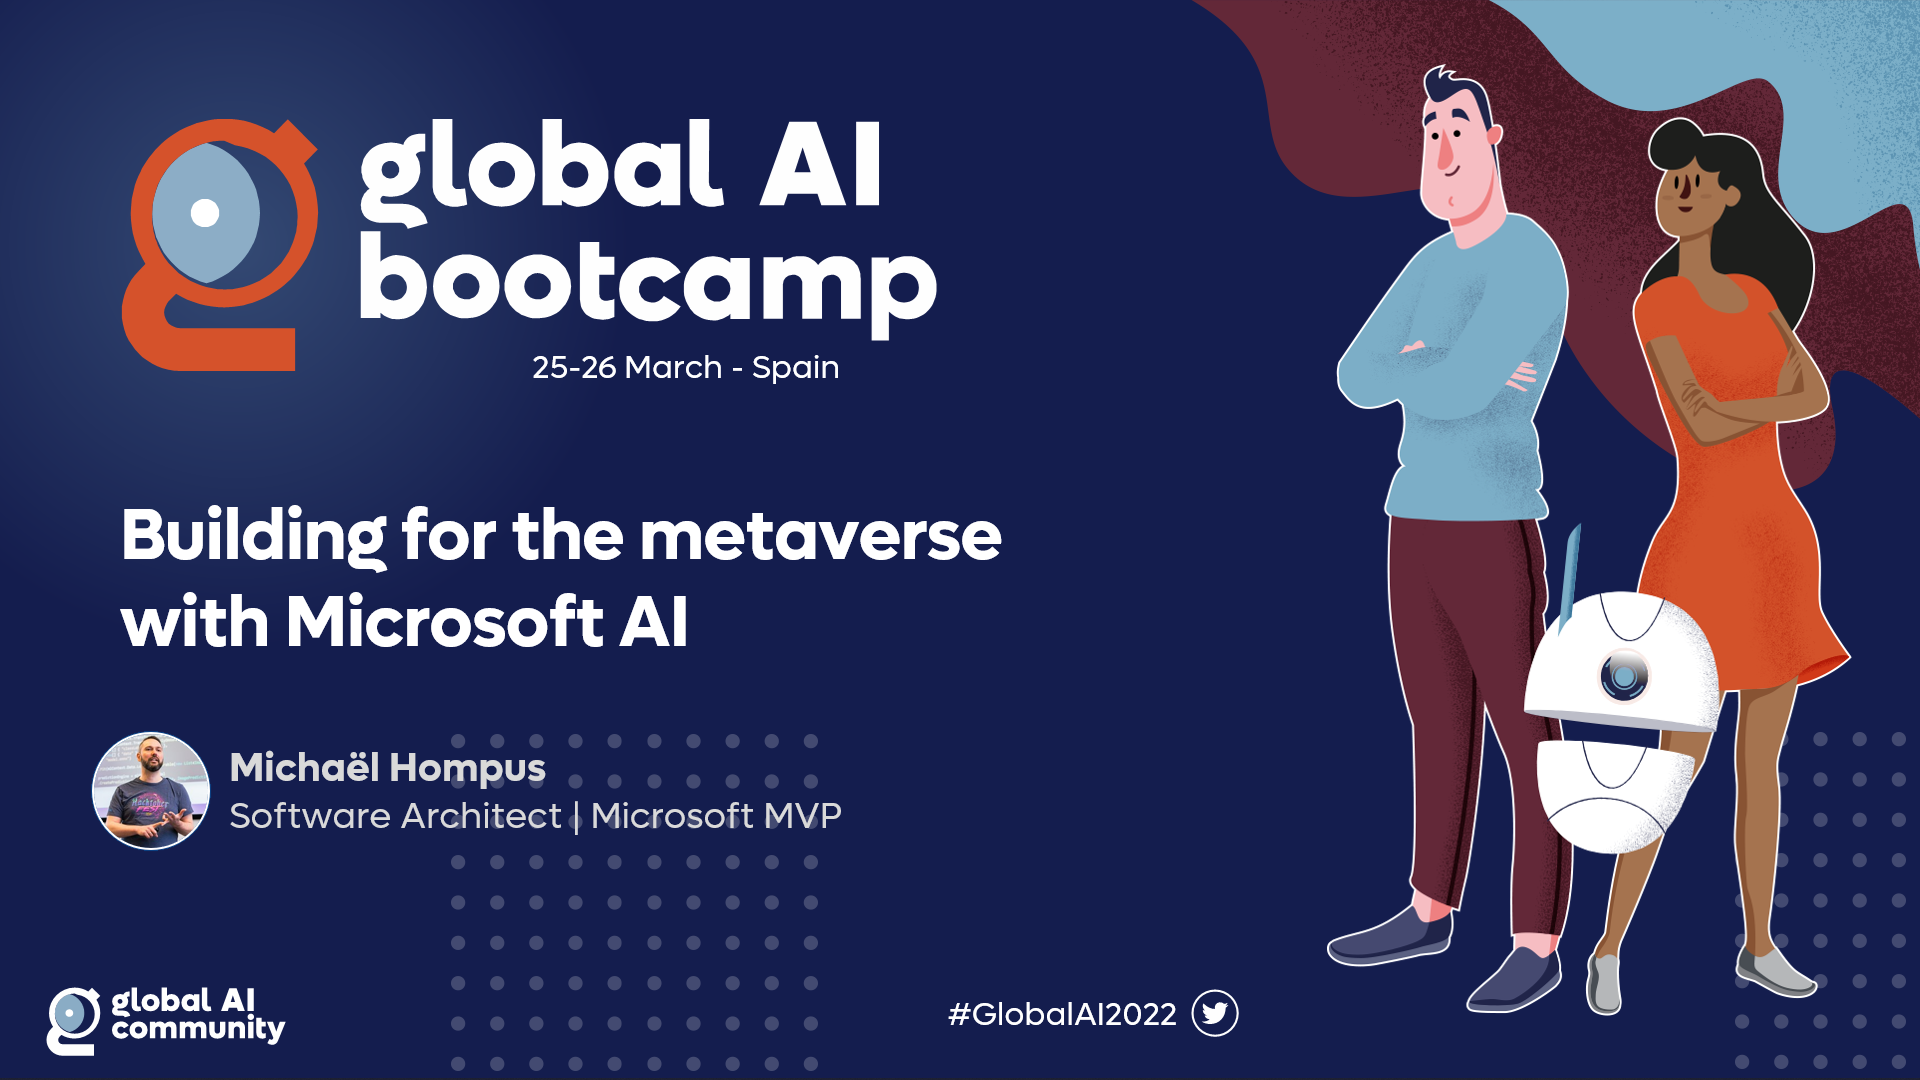 global AI
bootcamp
25-26 March - Spain
Building for the metaverse
with Microsoft AI
Michaël Hompus
Software Architect | Microsoft MVP
global AI
community
#GlobalAI2022